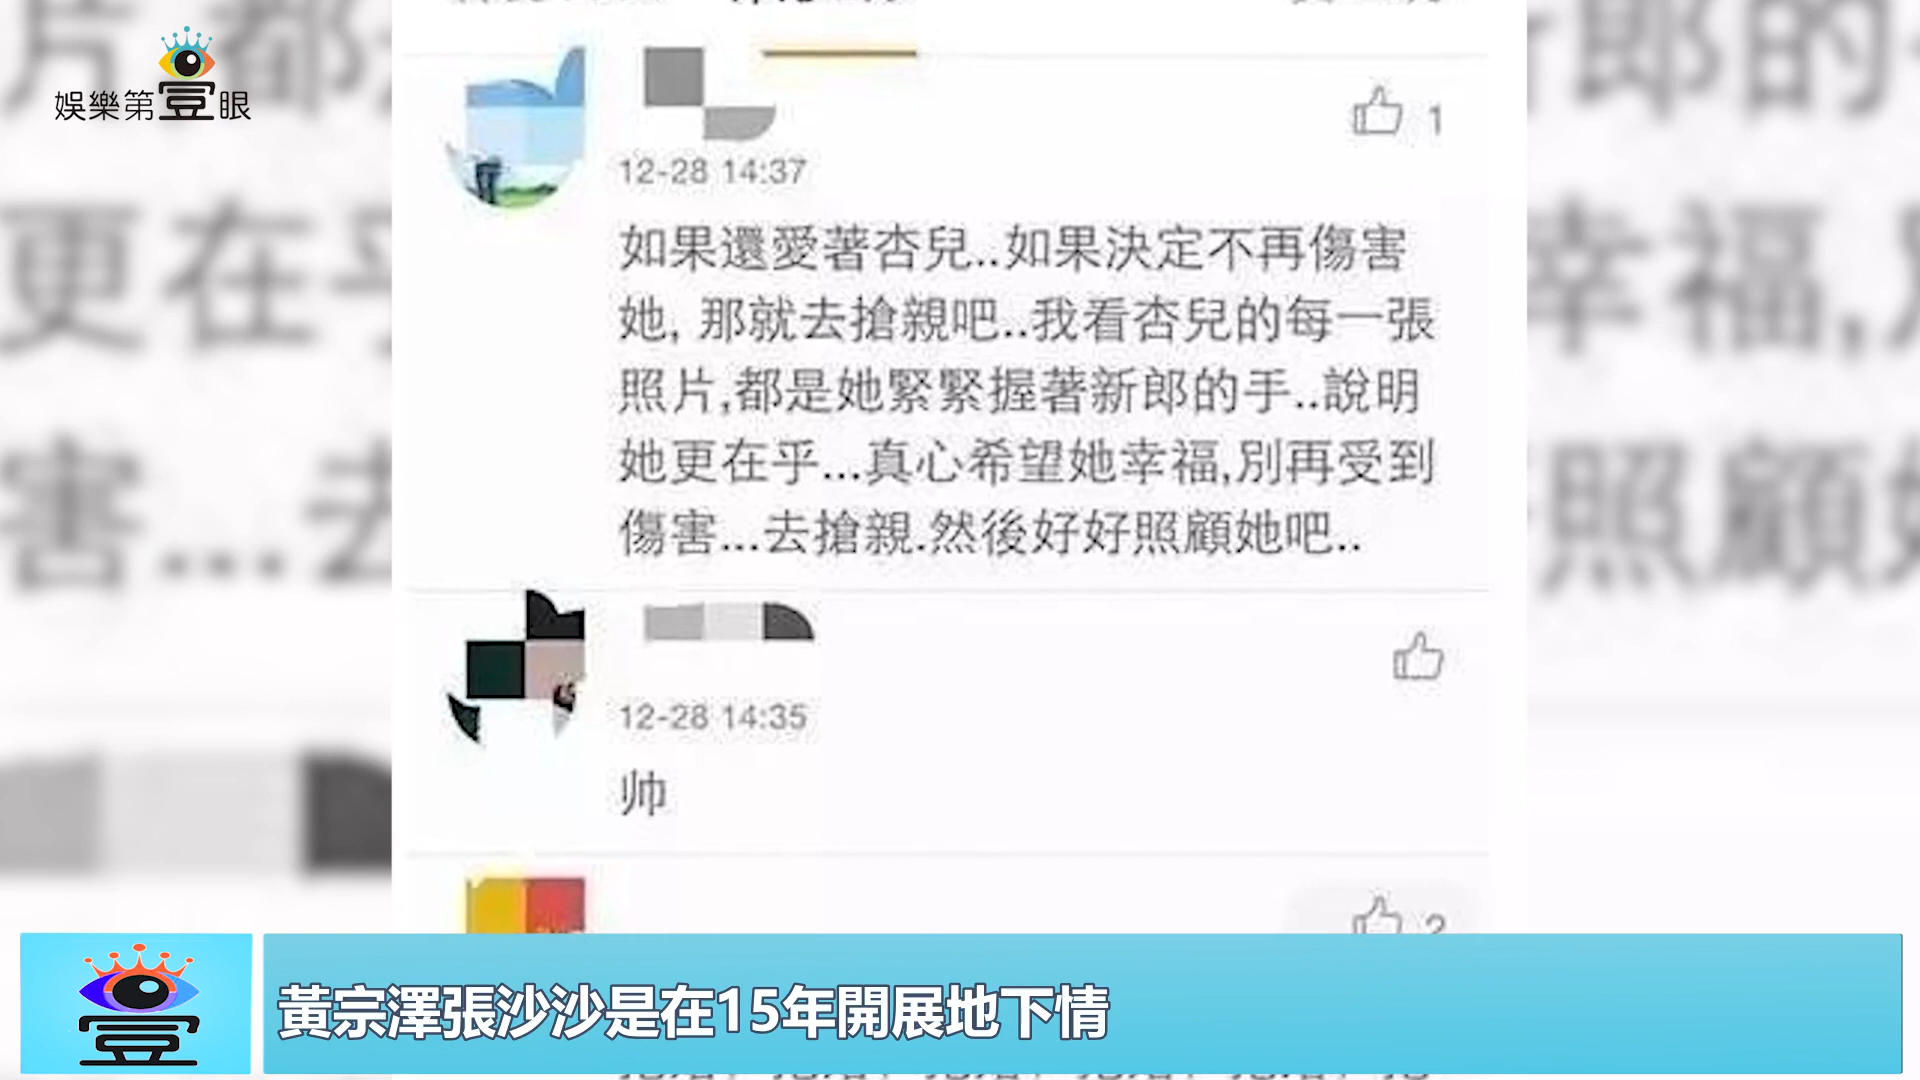 娛樂第壹眼
1
12-28 14:37
如果還愛著杏兒..如果決定不再傷害
她, 那就去搶親吧..我看杏兒的每一張
照片,都是她緊緊握著新郎的手..說明
她更在乎...真心希望她幸福,別再受到
傷害...去搶親.然後好好照顧她吧..
12-28 14:35
帅
2
壹
黃宗澤張沙沙是在15年開展地下情